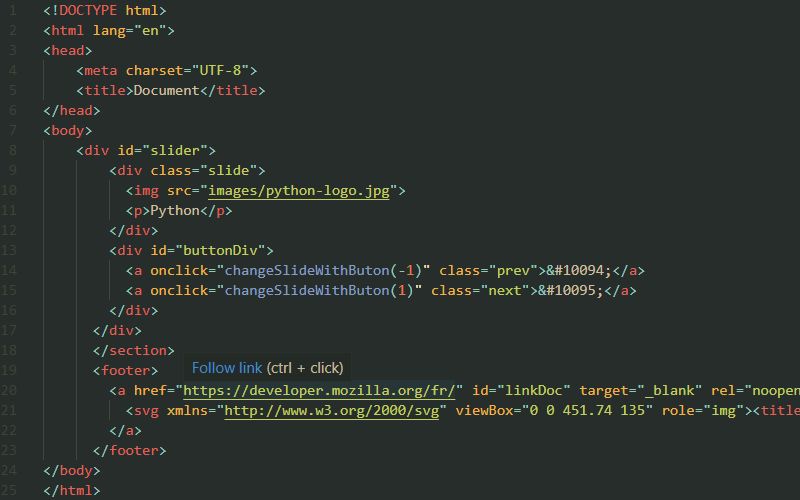 1 <!DOCTYPE html>
2 <html lang="en">
3 <head>
4 <meta charset="UTF-8">
5 <title>Document</title>
6 </head>
7 <body>
8 <div id="slider">
9 <div class="slide">
10 <img src="images/python-logo.jpg">
11 <p>Python</p>
12 </div>
13 <div id="buttonDiv">
14 <a onclick="changeSlideWithButon(-1)" class="prev">&#10094;</a>
15 <a onclick="changeSlideWithButon(1)" class="next">&#10095;</a>
16 </div>
17 </div>
18 </section>
Follow link (ctrl + click)
19 <footer>
20 <a href="https://developer.mozilla.org/fr/" id="linkDoc" target="_blank" rel="noopen
21 <svg xmlns="http://www.w3.org/2000/svg" viewBox="0 0 451.74 135" role="img"><title
22 </a>
23 </footer>
24 </body>
25 </html>